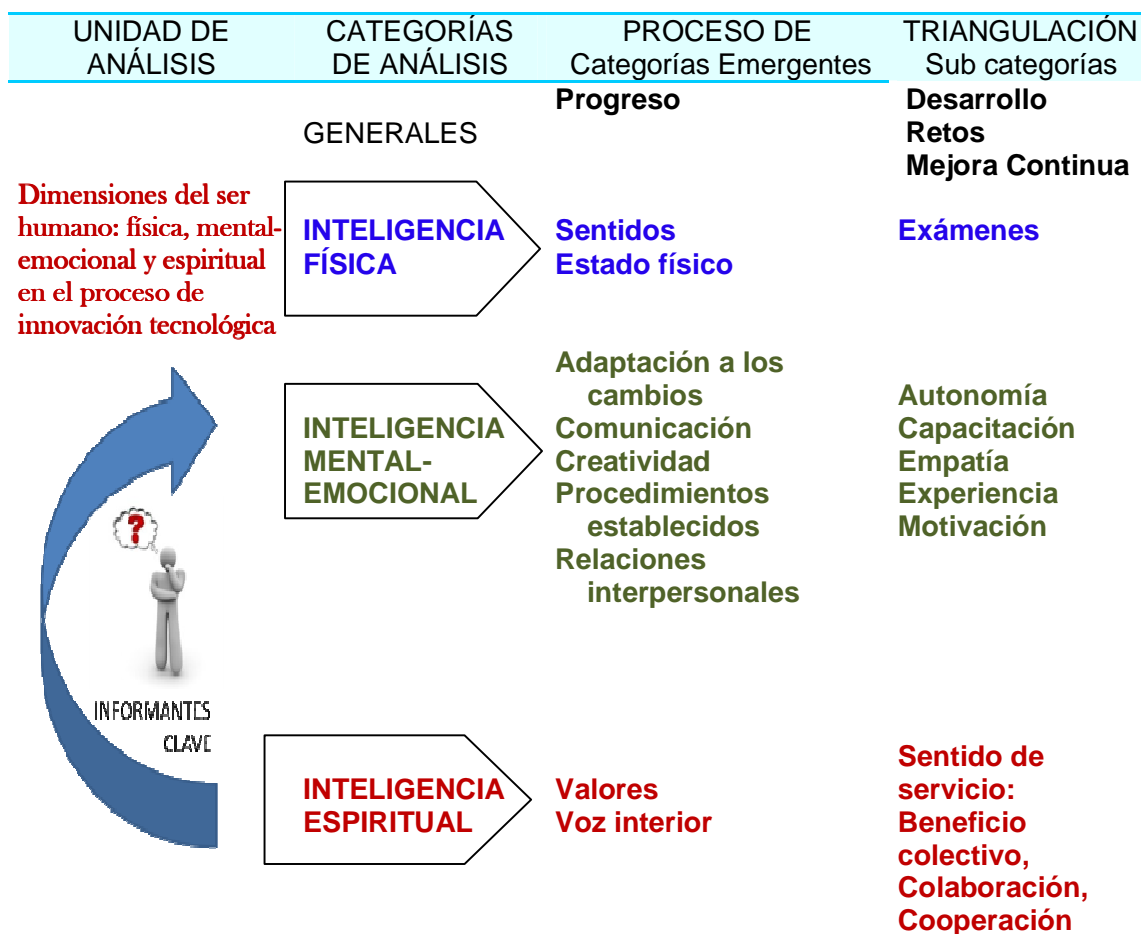 UNIDAD DE
ANÁLISIS
CATEGORÍAS
DE ANÁLISIS
PROCESO DE
Categorías Emergentes
TRIANGULACIÓN
Sub categorías
GENERALES
Progreso
Desarrollo
Retos
Mejora Continua
Dimensiones del ser
humano: física, mental-
emocional y espiritual
en el proceso de
innovación tecnológica
INTELIGENCIA
FÍSICA
Sentidos
Estado físico
Exámenes
INTELIGENCIA
MENTAL-
EMOCIONAL
Adaptación a los
cambios
Comunicación
Creatividad
Procedimientos
establecidos
Relaciones
interpersonales
Autonomía
Capacitación
Empatía
Experiencia
Motivación
?
INFORMANTES
CLAVE
INTELIGENCIA
ESPIRITUAL
Valores
Voz interior
Sentido de
servicio:
Beneficio
colectivo,
Colaboración,
Cooperación